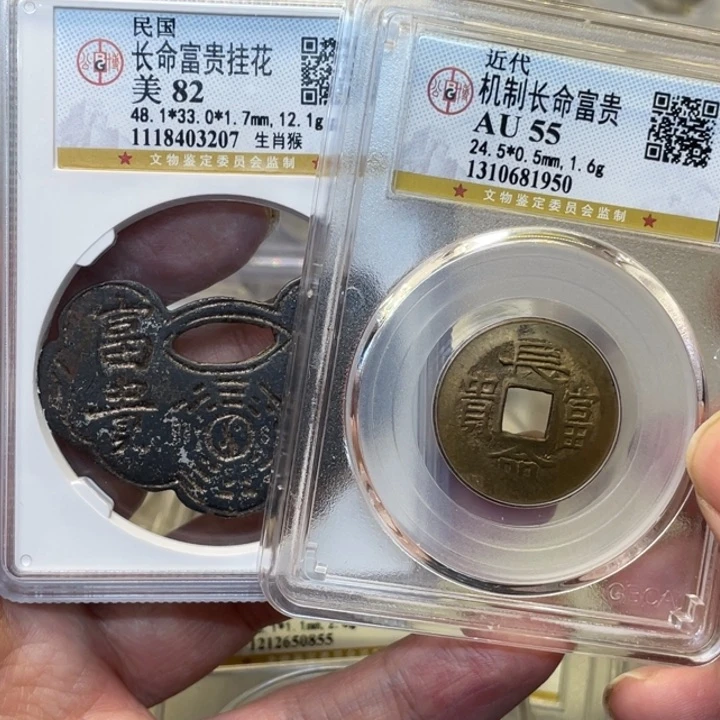 民国
长命富贵挂花
美 82
48.1*33.0*1.7mm,12.1g
1118403207 生肖猴
★ 文物鉴定委员会监制
富
貴
近代
机制长命富贵
AU 55
24.5*0.5mm,1.6g
1310681950
★ 文物鉴定委员会监制 ★
長命富貴
1212650855